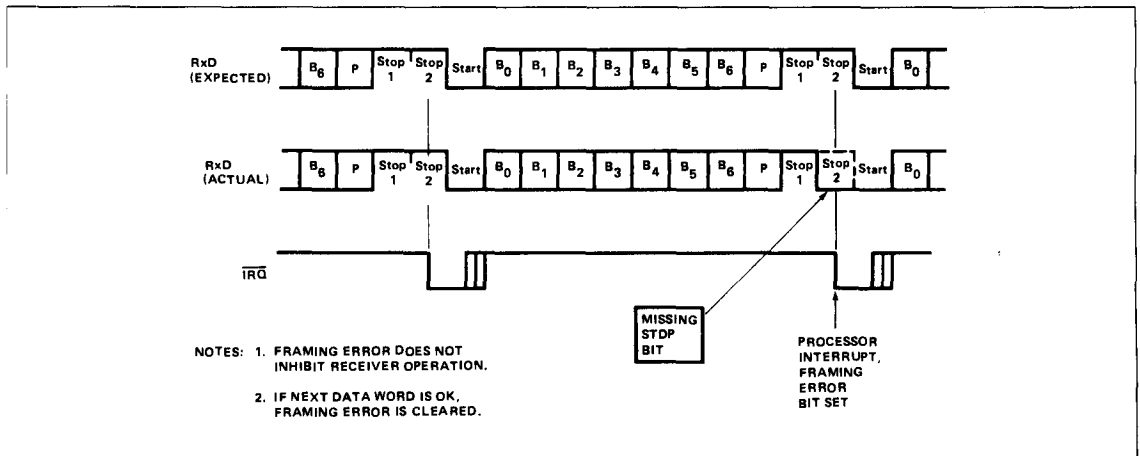 RxD
(EXPECTED)
B6 P Stop 1 Stop 2 Start B0 B1 B2 B3 B4 B5 B6 P Stop 1 Stop 2 Start B0
RxD
(ACTUAL)
B6 P Stop 1 Stop 2 Start B0 B1 B2 B3 B4 B5 B6 P Stop 1 Stop 2 Start B0
IRQ
MISSING
STDP
BIT
PROCESSOR
INTERRUPT,
FRAMING
ERROR
BIT SET
NOTES: 1. FRAMING ERROR DOES NOT
INHIBIT RECEIVER OPERATION.
2. IF NEXT DATA WORD IS OK,
FRAMING ERROR IS CLEARED.